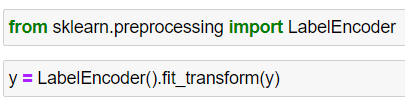 from sklearn.preprocessing import LabelEncoder
y = LabelEncoder().fit_transform(y)